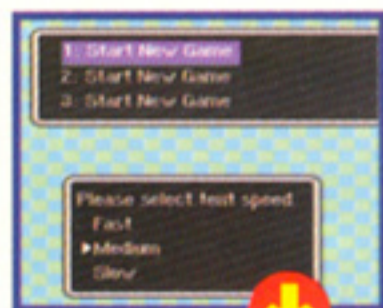 1: Start New Game
2: Start New Game
3: Start New Game
Please select text speed
Fast
▶Medium
Slow